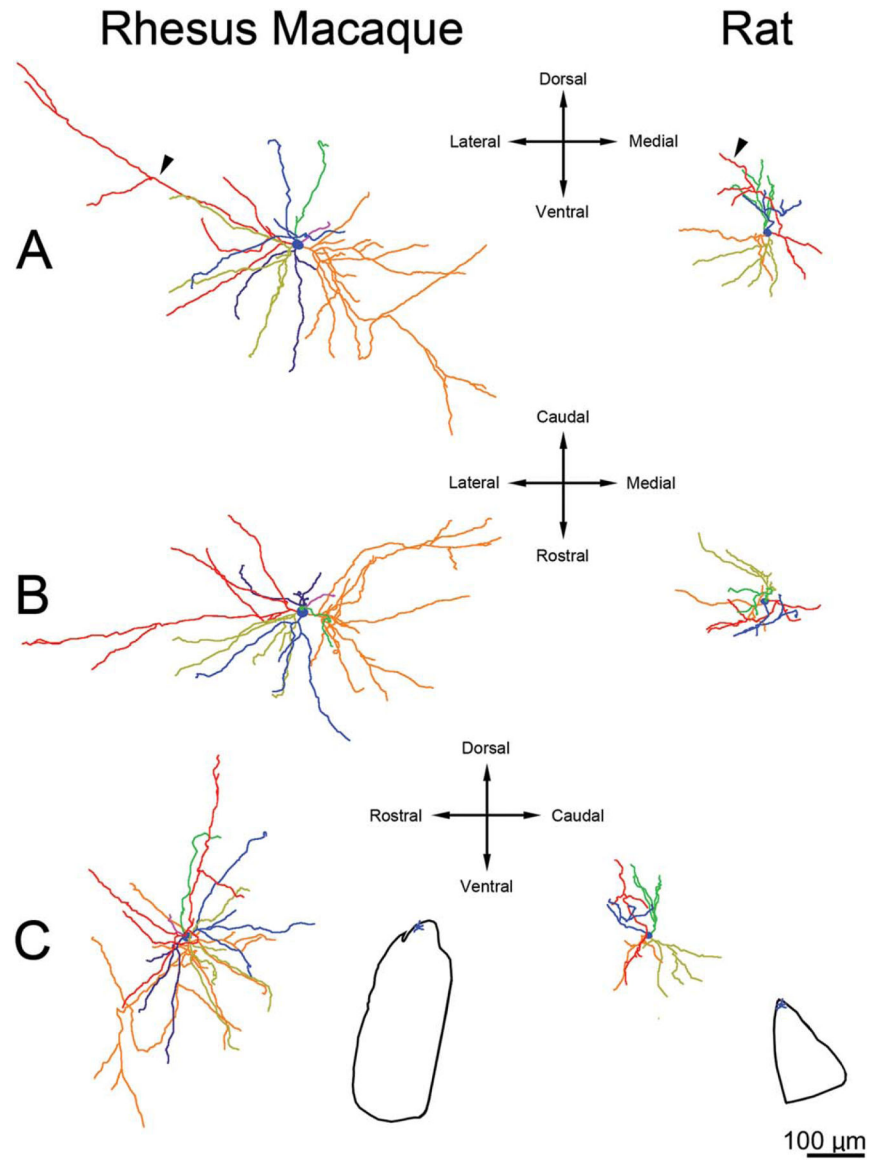 Rhesus Macaque
Rat
Dorsal
Lateral
Medial
Ventral
A
Caudal
Lateral
Medial
Rostral
B
Dorsal
Rostral
Caudal
Ventral
C
100 µm